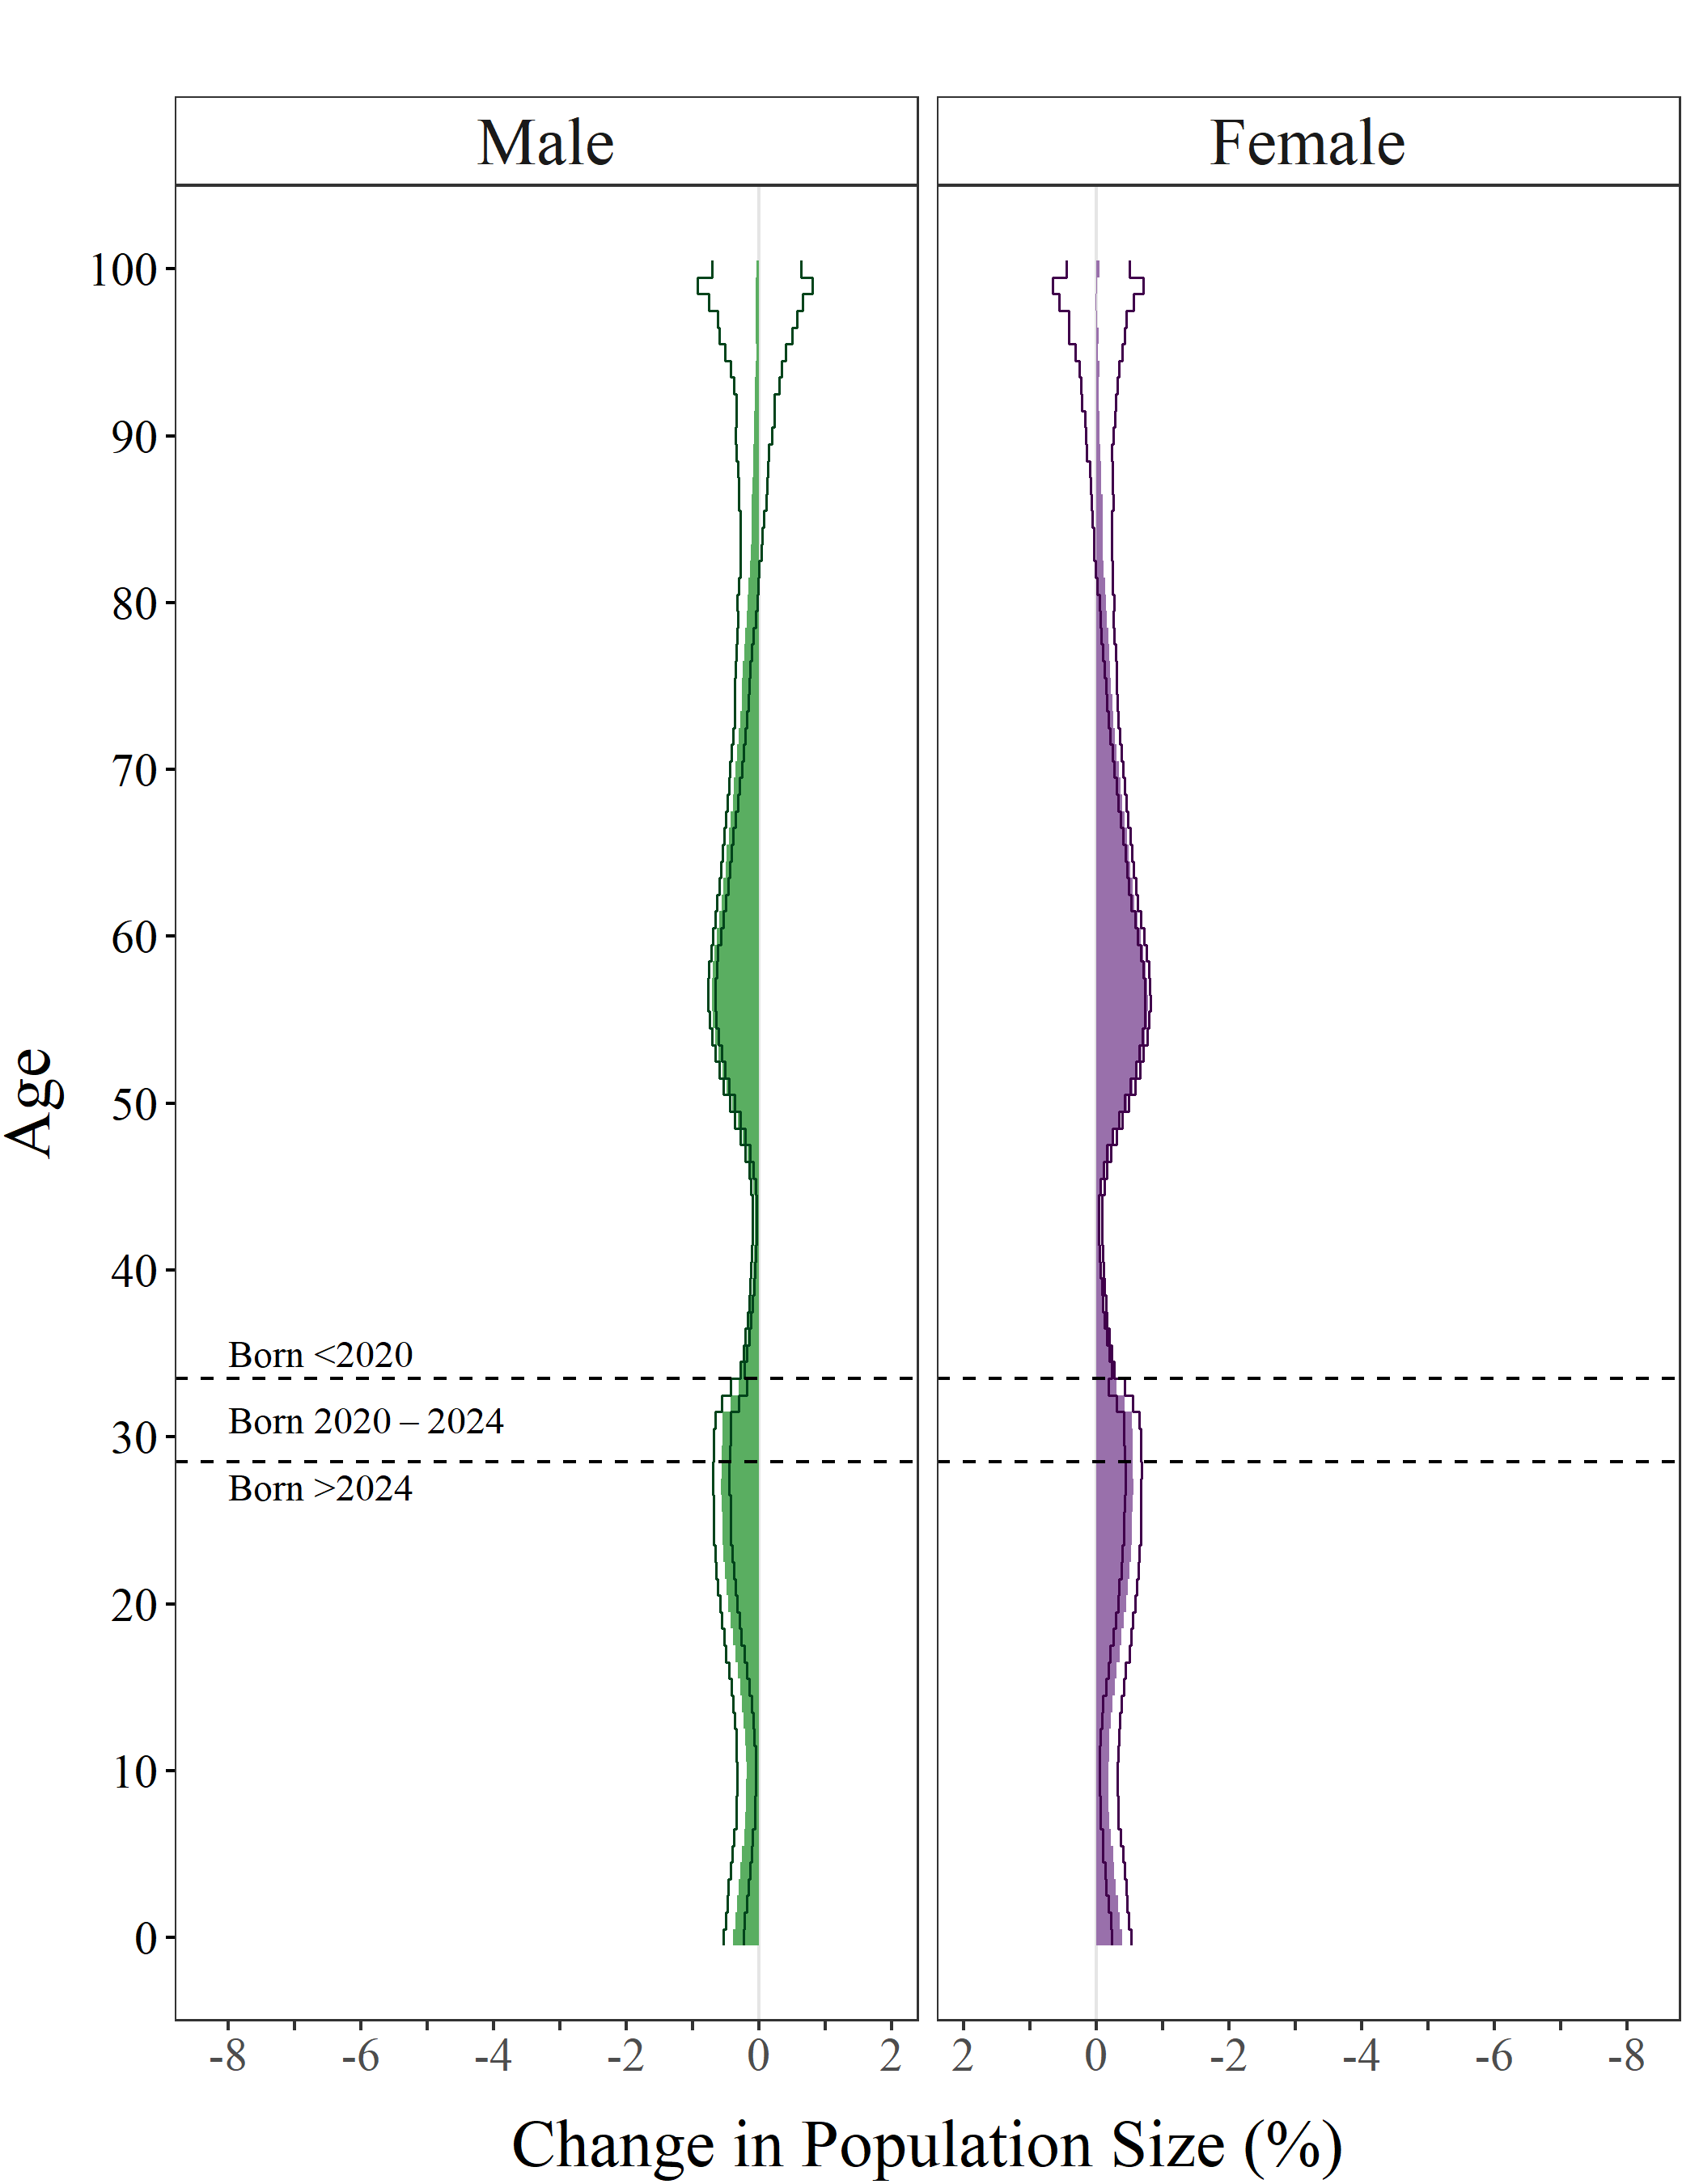 Male
Female
Age
100
90
80
70
60
50
40
Born <2020
Born 2020 – 2024
30
Born >2024
20
10
0
-8 -6 -4 -2 0 2
2 0 -2 -4 -6 -8
Change in Population Size (%)